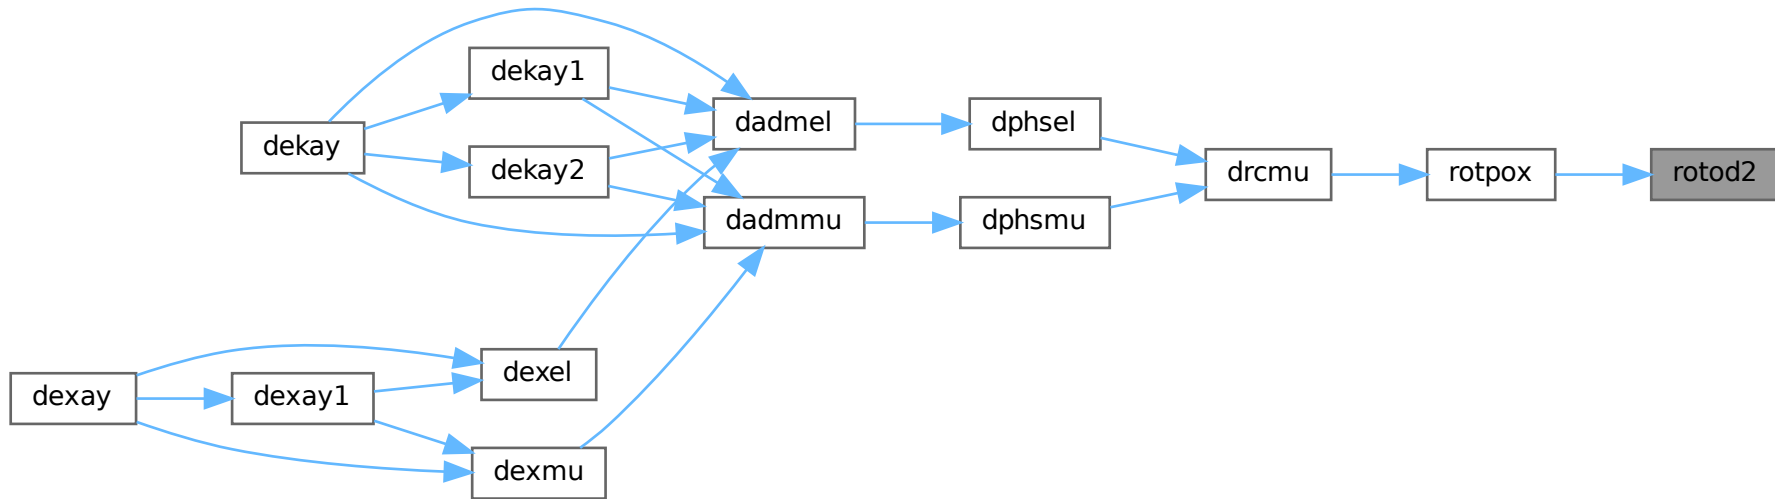 dekay
dekay1
dekay2
dadmel
dadmmu
dphsel
dphsmu
drcmu
rotpox
rotod2
dexay
dexay1
dexel
dexmu